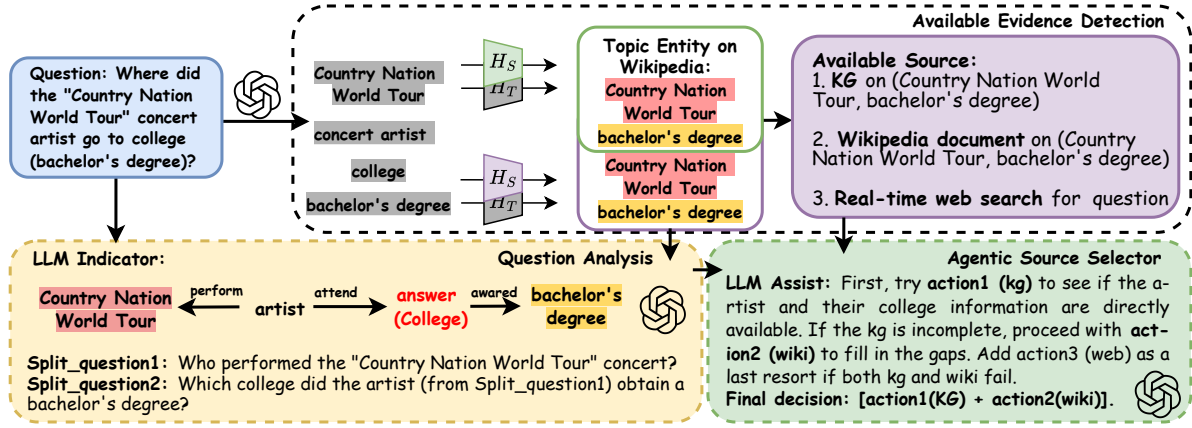 Available Evidence Detection
Question: Where did
the "Country Nation
World Tour" concert
artist go to college
(bachelor's degree)?
Country Nation
World Tour
concert artist
college
bachelor's degree
H_S
H_T
H_S
H_T
Topic Entity on
Wikipedia:
Country Nation
World Tour
bachelor's degree
Country Nation
World Tour
bachelor's degree
Available Source:
1. KG on (Country Nation World
Tour, bachelor's degree)
2. Wikipedia document on (Country
Nation World Tour, bachelor's degree)
3. Real-time web search for question
LLM Indicator:
Question Analysis
Country Nation
World Tour
perform
artist
attend
answer
(College)
awared
bachelor's
degree
Split_question1: Who performed the "Country Nation World Tour" concert?
Split_question2: Which college did the artist (from Split_question1) obtain a
bachelor's degree?
Agentic Source Selector
LLM Assist: First, try action1 (kg) to see if the a-
rtist and their college information are directly
available. If the kg is incomplete, proceed with act-
ion2 (wiki) to fill in the gaps. Add action3 (web) as a
last resort if both kg and wiki fail.
Final decision: [action1(KG) + action2(wiki)].